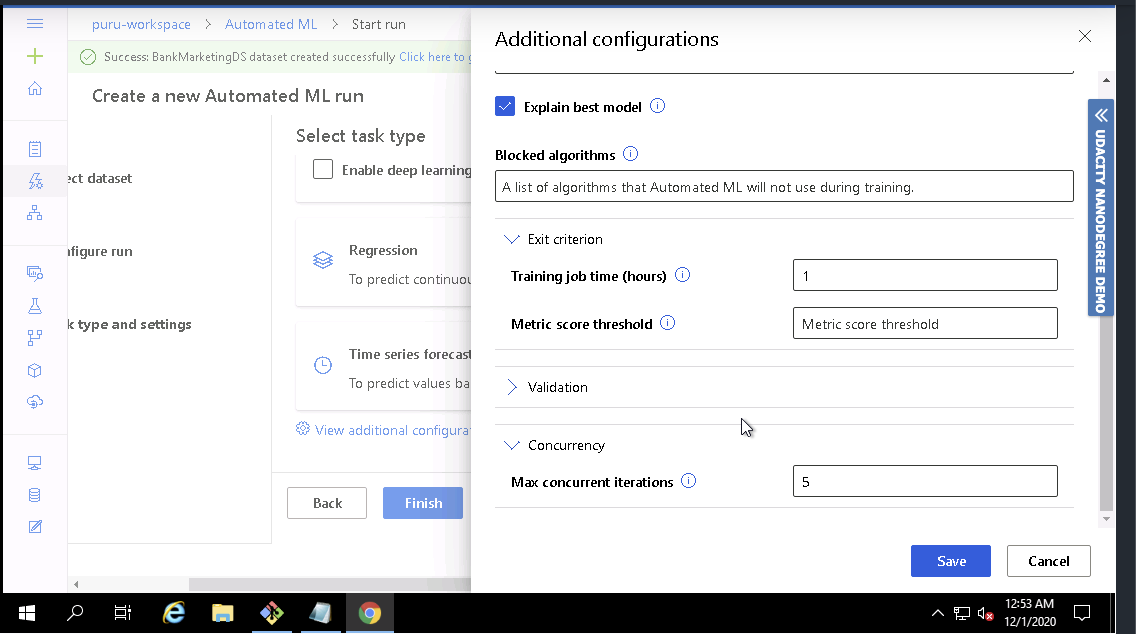 puru-workspace > Automated ML > Start run
Success: BankMarketingDS dataset created successfully Click here to
Create a new Automated ML run
ect dataset
nfigure run
k type and settings
Select task type
Enable deep learning
Regression
To predict continuou
Time series forecast
To predict values ba
View additional configurat
Back
Finish
Additional configurations
Explain best model
Blocked algorithms
A list of algorithms that Automated ML will not use during training.
Exit criterion
Training job time (hours)
1
Metric score threshold
Metric score threshold
Validation
Concurrency
Max concurrent iterations
5
Save
Cancel
UDACITY NANODEGREE DEMO
12:53 AM
12/1/2020